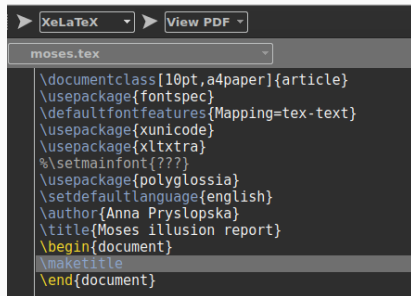 XeLaTeX View PDF
moses.tex
\documentclass[10pt,a4paper]{article}
\usepackage{fontspec}
\defaultfontfeatures{Mapping=tex-text}
\usepackage{xunicode}
\usepackage{xltxtra}
%\setmainfont{???}
\usepackage{polyglossia}
\setdefaultlanguage{english}
\author{Anna Pryslopska}
\title{Moses illusion report}
\begin{document}
\maketitle
\end{document}